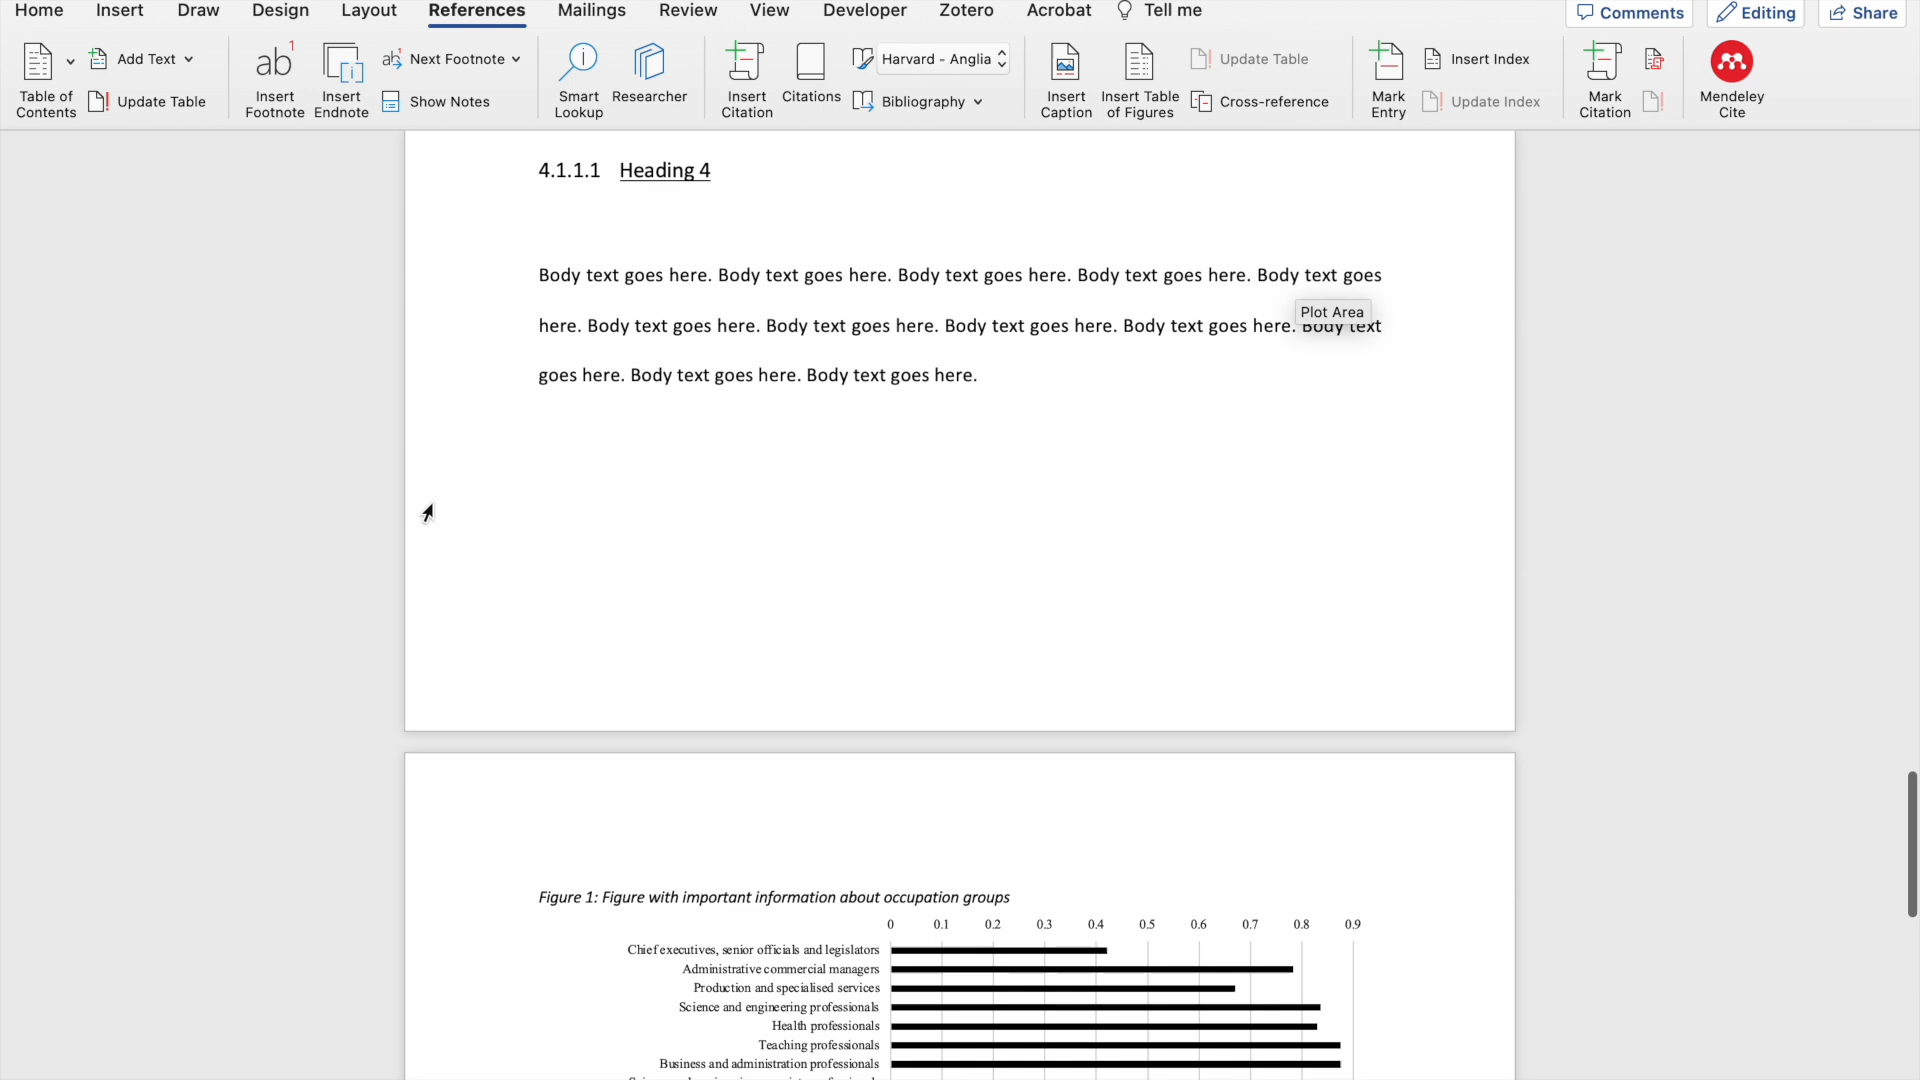 Home Insert Draw Design Layout References Mailings Review View Developer Zotero Acrobat Tell me Comments Editing Share
Table of Contents
Add Text
Update Table
ab1
Insert Footnote
Insert Endnote
ab1 Next Footnote
Show Notes
Smart Lookup
Researcher
Insert Citation
Citations
Harvard - Anglia
Bibliography
Insert Caption
Insert Table of Figures
Update Table
Cross-reference
Mark Entry
Insert Index
Update Index
Mark Citation
Mendeley Cite
4.1.1.1 Heading 4
Body text goes here. Body text goes here. Body text goes here. Body text goes here. Body text goes
Plot Area
here. Body text goes here. Body text goes here. Body text goes here. Body text goes here. Body text
goes here. Body text goes here. Body text goes here.
Figure 1: Figure with important information about occupation groups
0 0.1 0.2 0.3 0.4 0.5 0.6 0.7 0.8 0.9
Chief executives, senior officials and legislators
Administrative commercial managers
Production and specialised services
Science and engineering professionals
Health professionals
Teaching professionals
Business and administration professionals